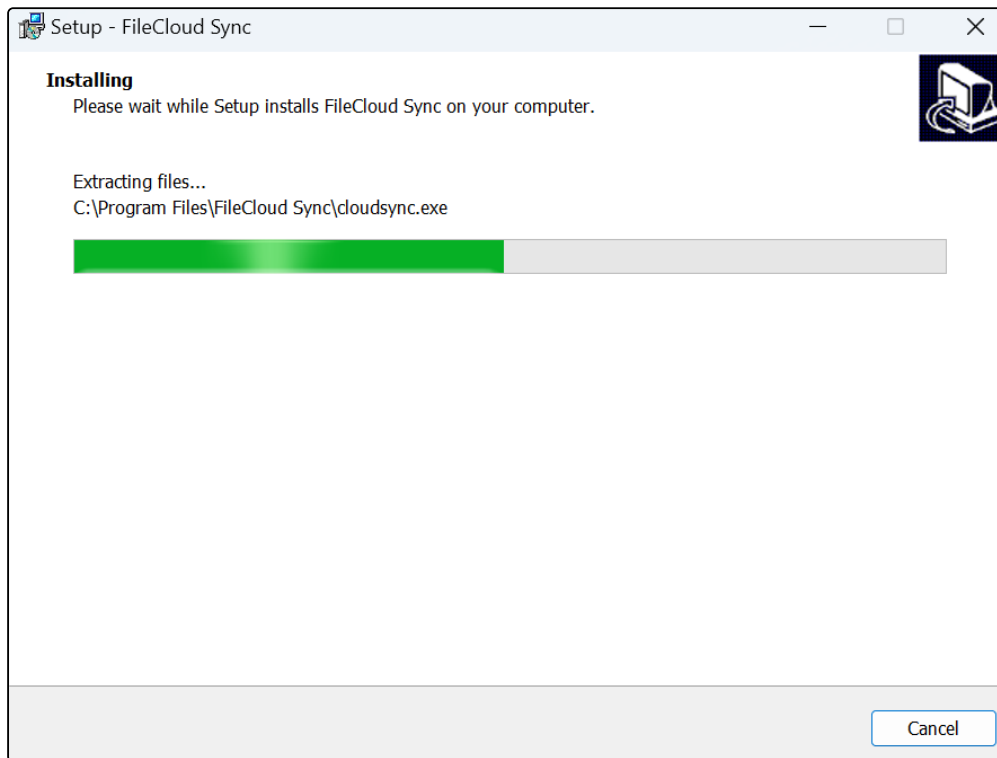 Setup - FileCloud Sync
Installing
Please wait while Setup installs FileCloud Sync on your computer.
Extracting files...
C:\Program Files\FileCloud Sync\cloudsync.exe
Cancel